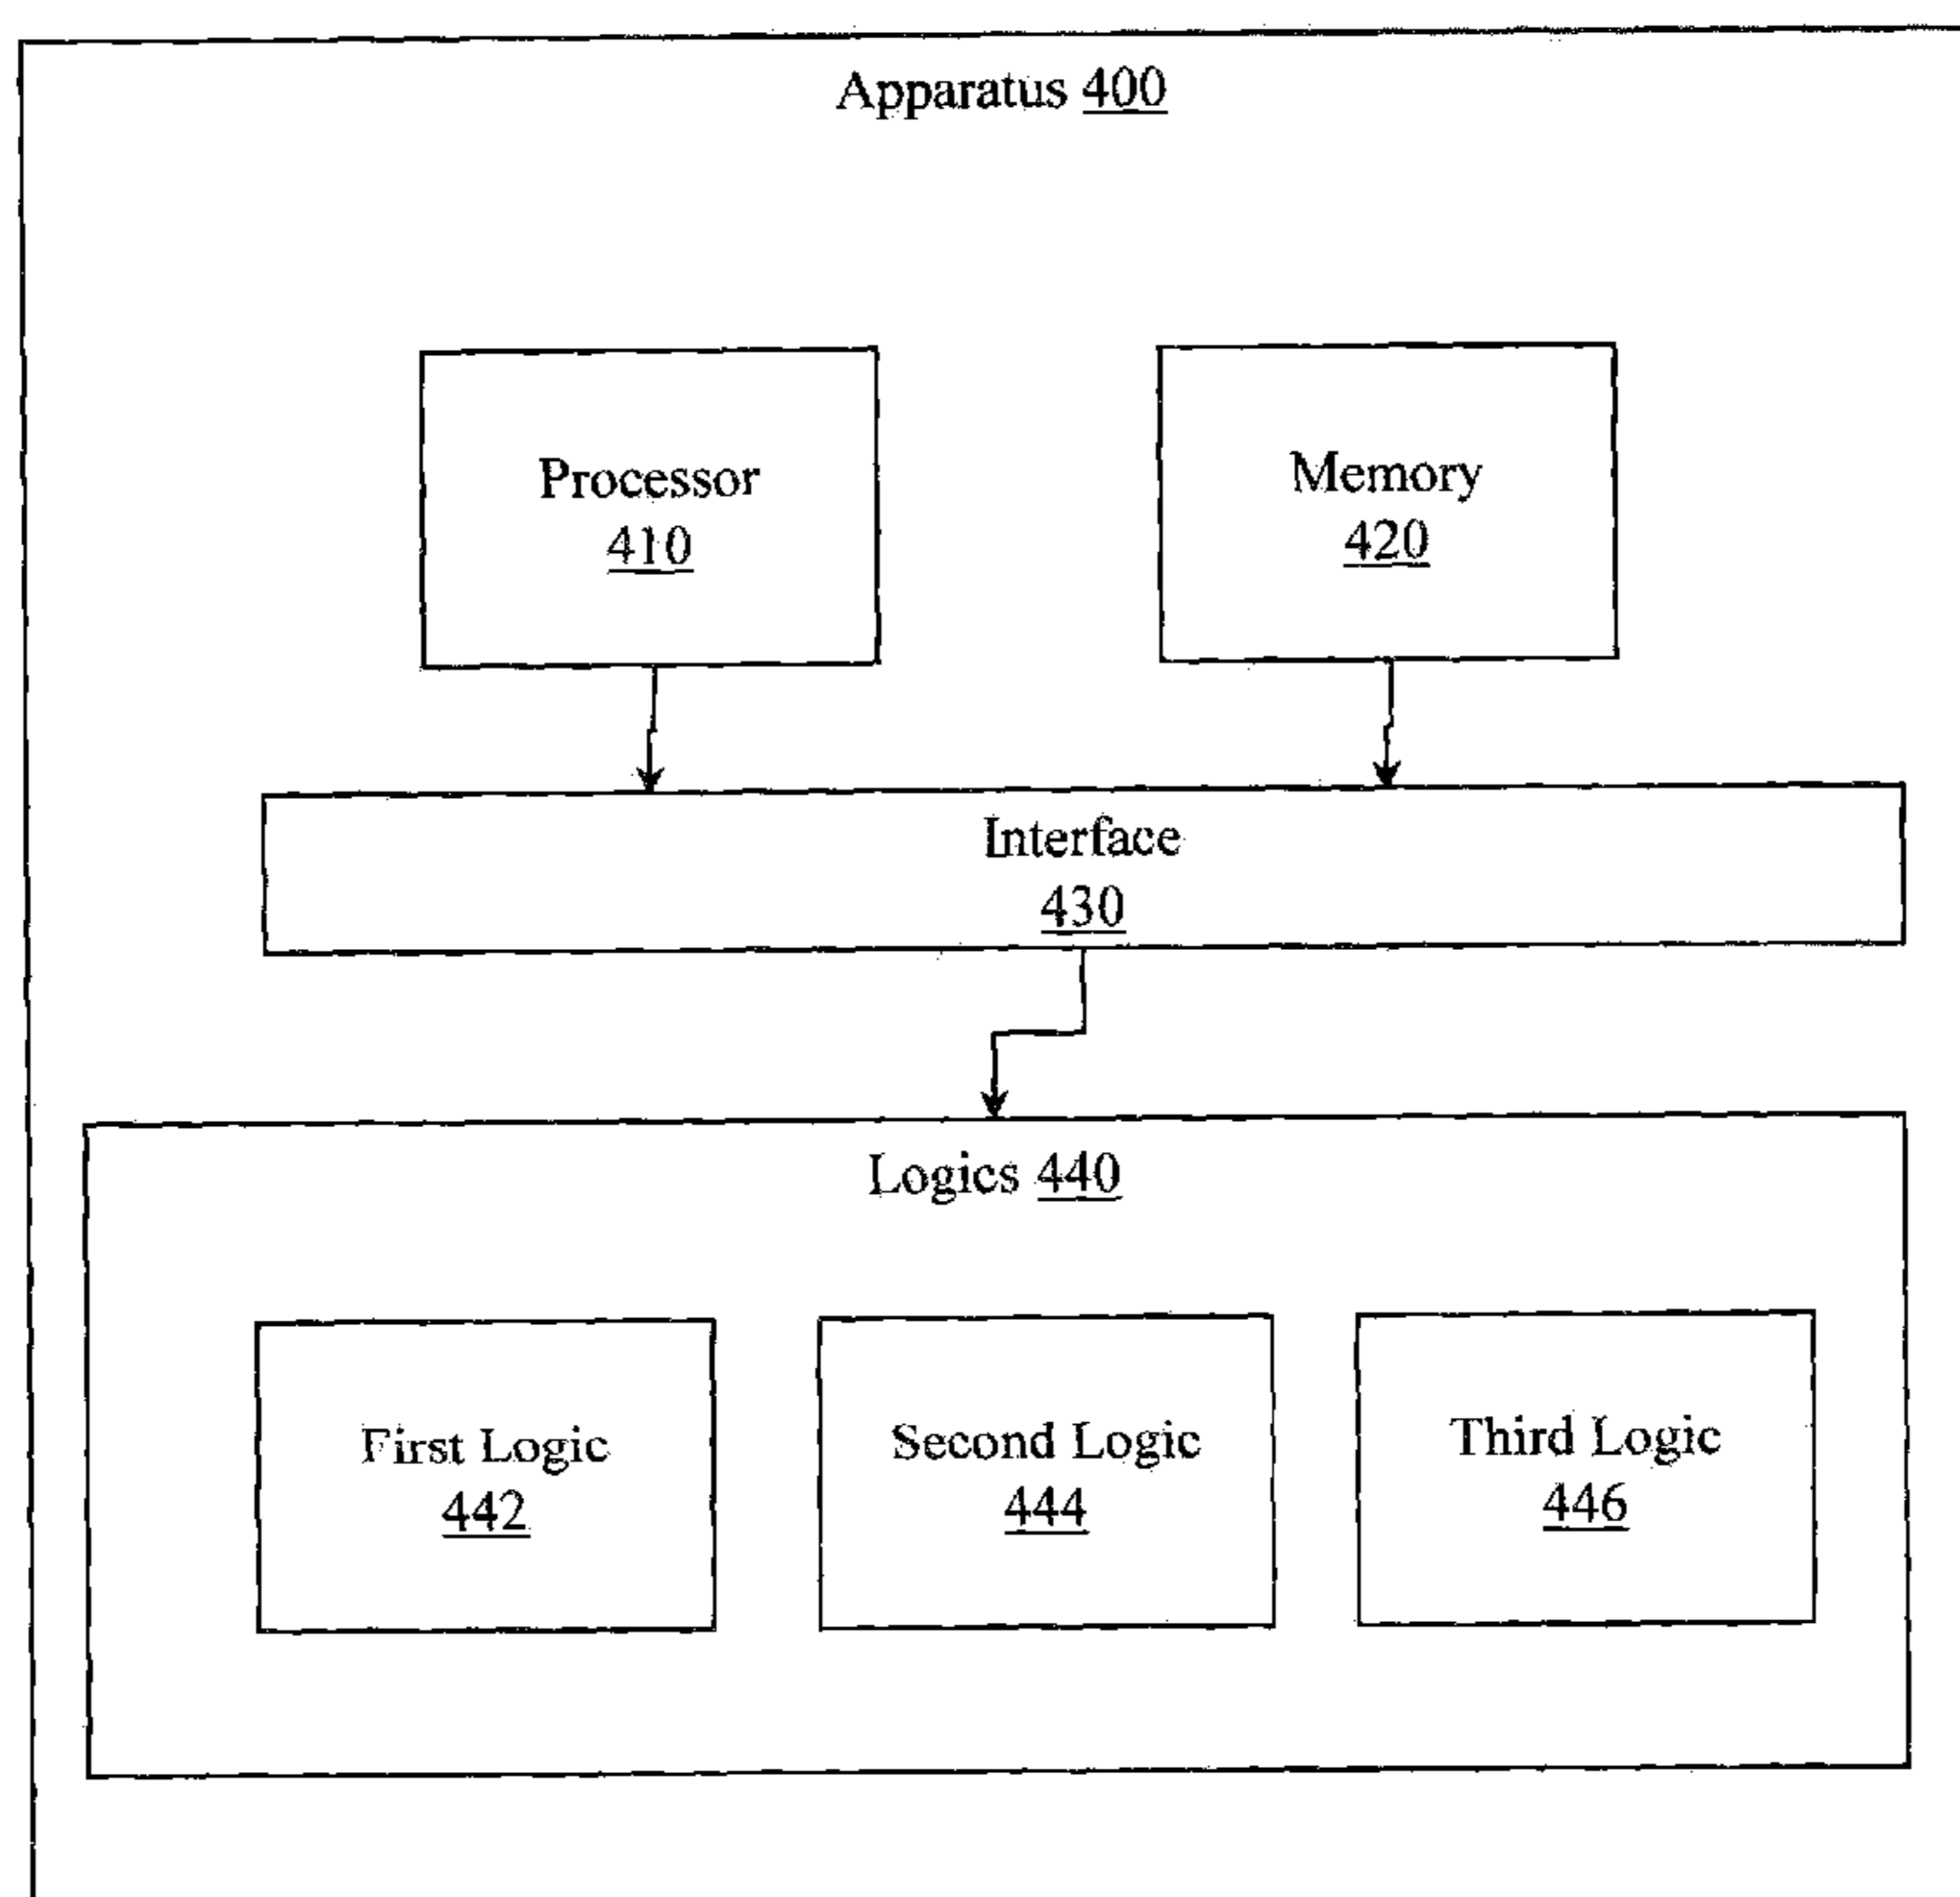 Apparatus 400
Processor
410
Memory
420
Interface
430
Logics 440
First Logic
442
Second Logic
444
Third Logic
446